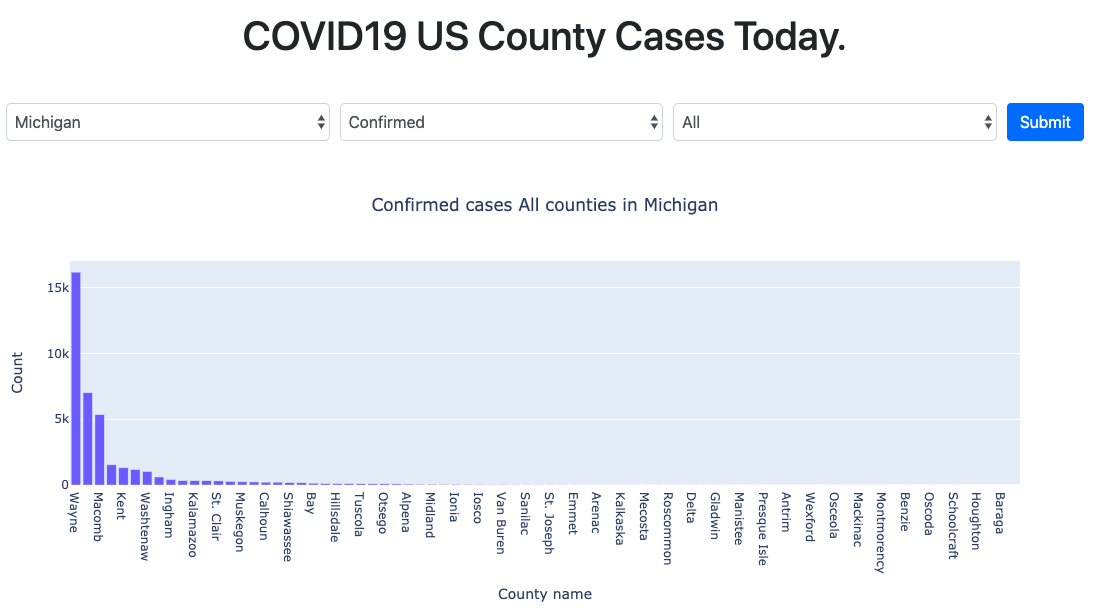 COVID19 US County Cases Today.
Michigan
Confirmed
All
Submit
Confirmed cases All counties in Michigan
Count
15k
10k
5k
0
Wayne
Macomb
Kent
Washtenaw
Ingham
Kalamazoo
St. Clair
Muskegon
Calhoun
Shiawassee
Bay
Hillsdale
Tuscola
Otsego
Alpena
Midland
Ionia
Iosco
Van Buren
Sanilac
St. Joseph
Emmet
Arenac
Kalkaska
Mecosta
Roscommon
Delta
Gladwin
Manistee
Presque Isle
Antrim
Wexford
Osceola
Mackinac
Montmorency
Benzie
Oscoda
Schoolcraft
Houghton
Baraga
County name